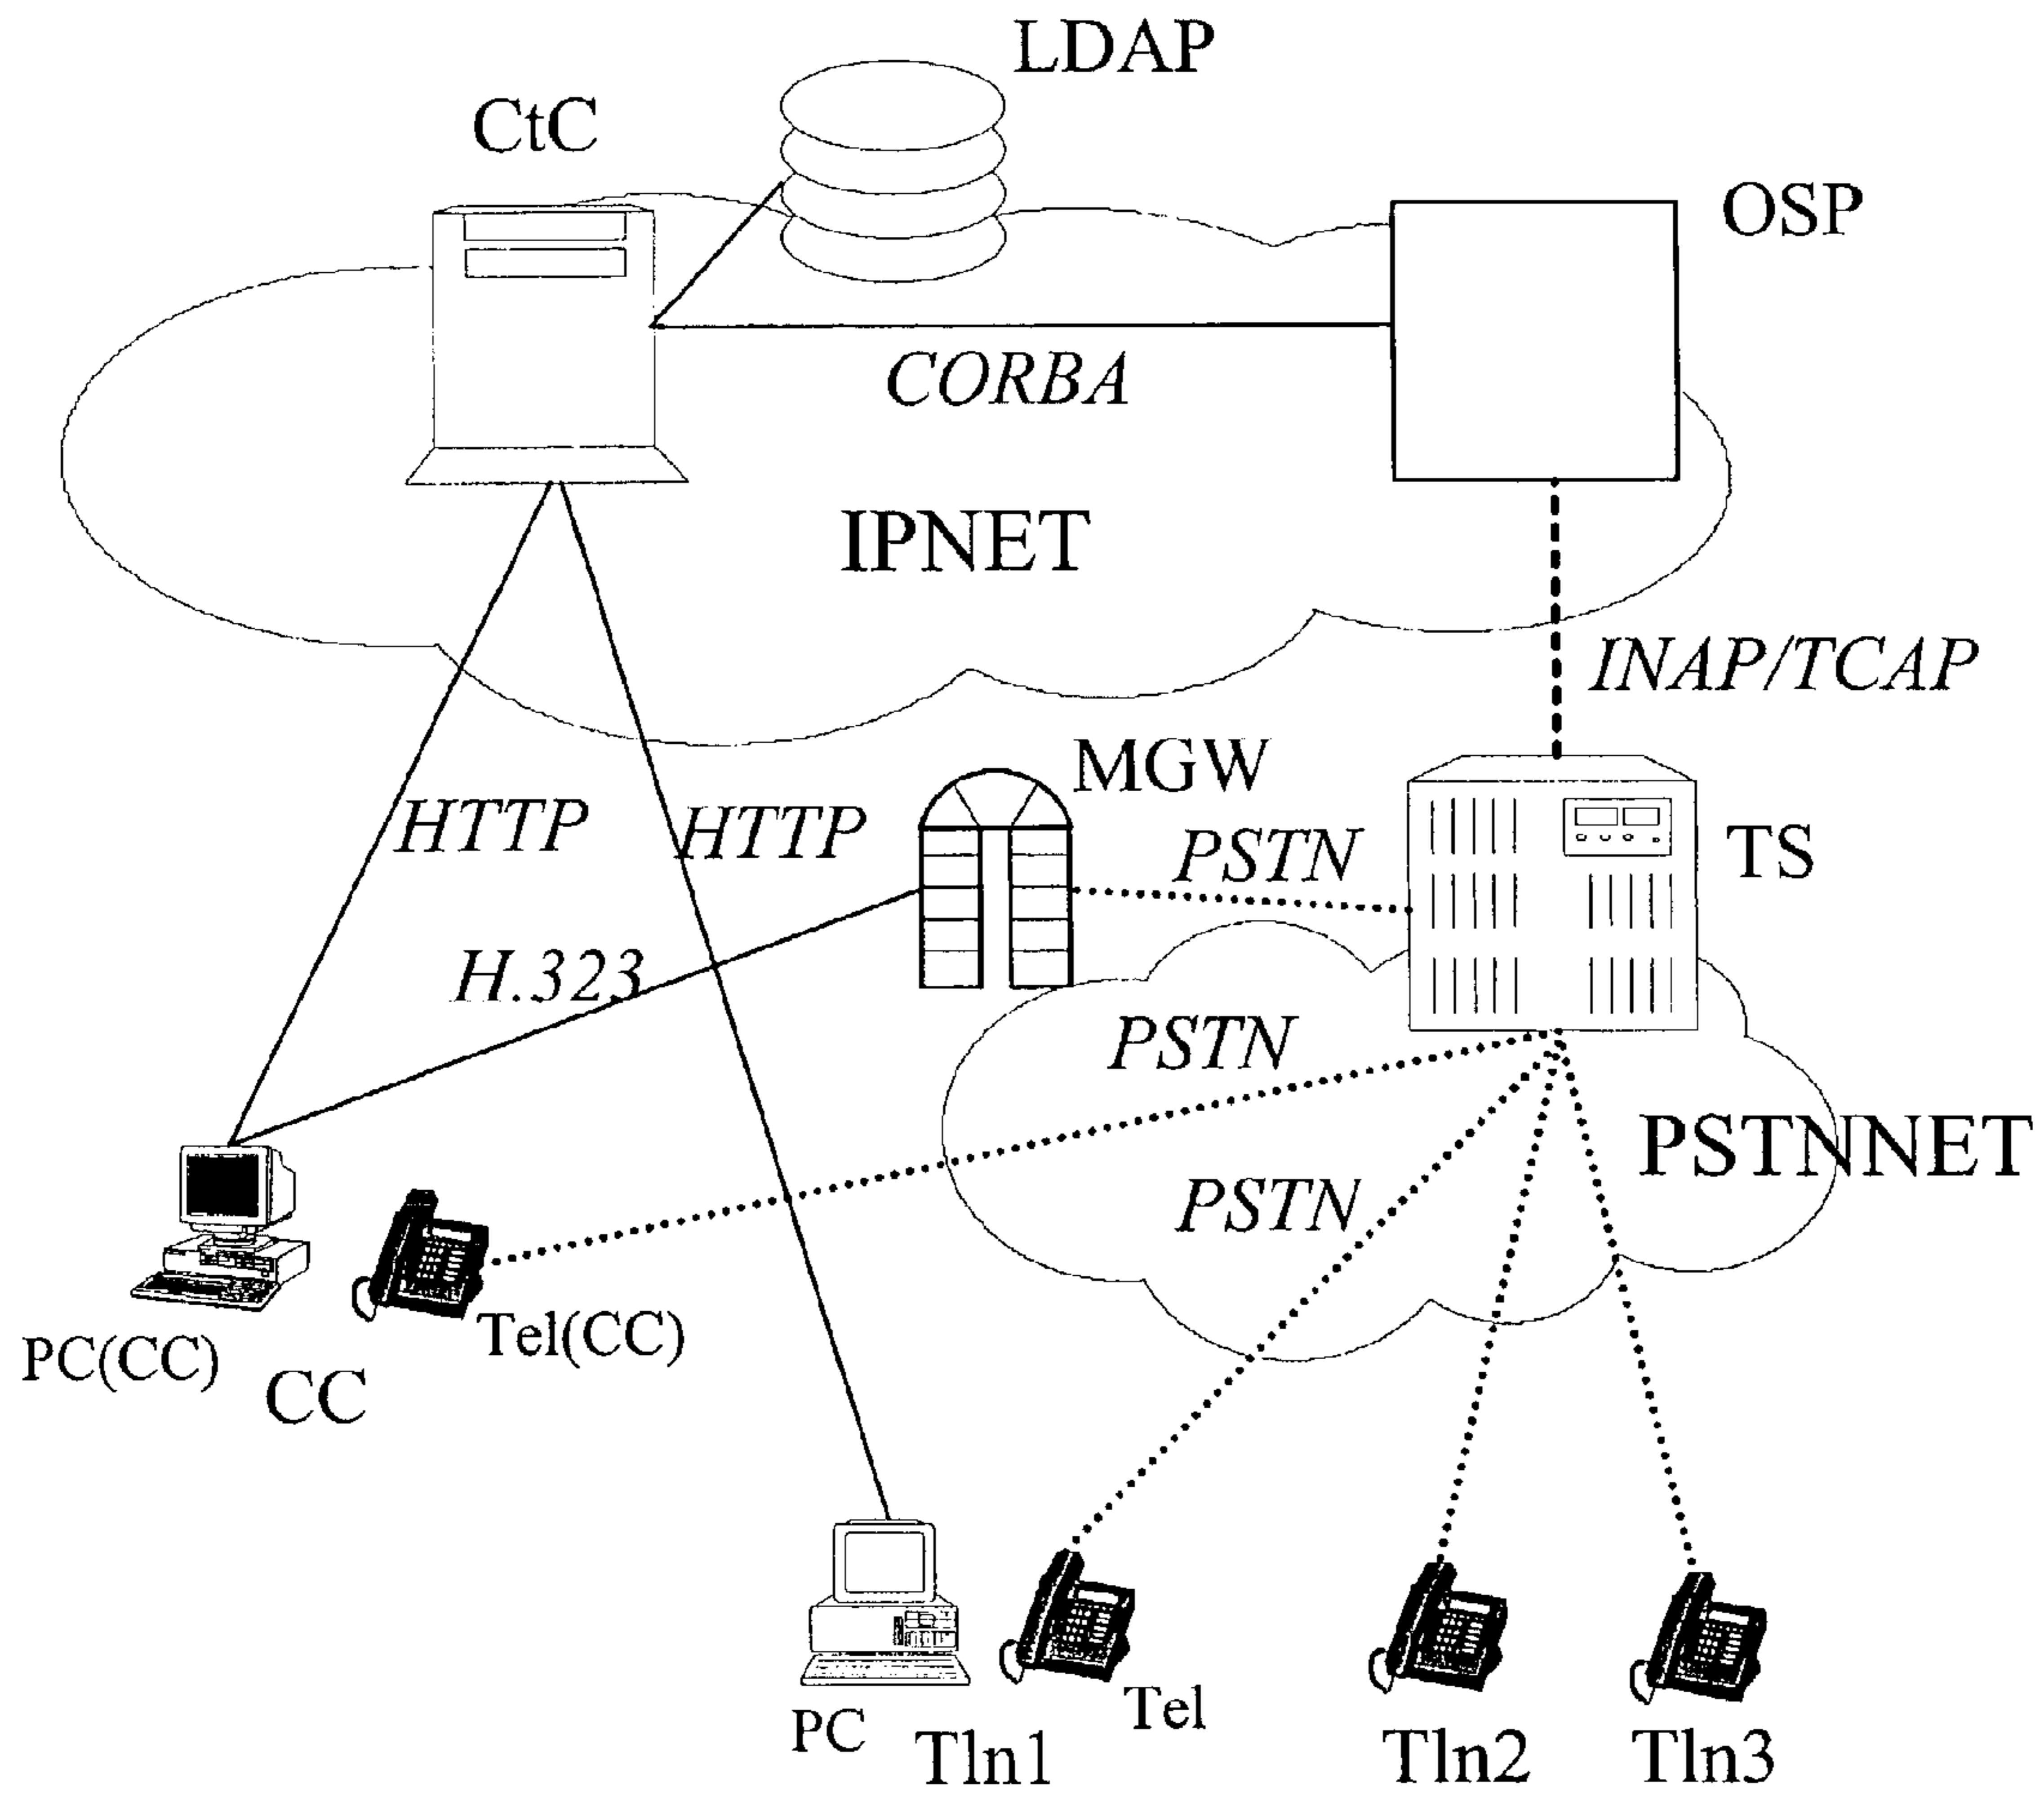 LDAP
CtC
OSP
CORBA
IPNET
INAP/TCAP
MGW
HTTP
HTTP
PSTN
TS
H.323
PSTN
PSTNNET
PSTN
Tel(CC)
PC(CC)
CC
Tel
PC
Tln1
Tln2
Tln3